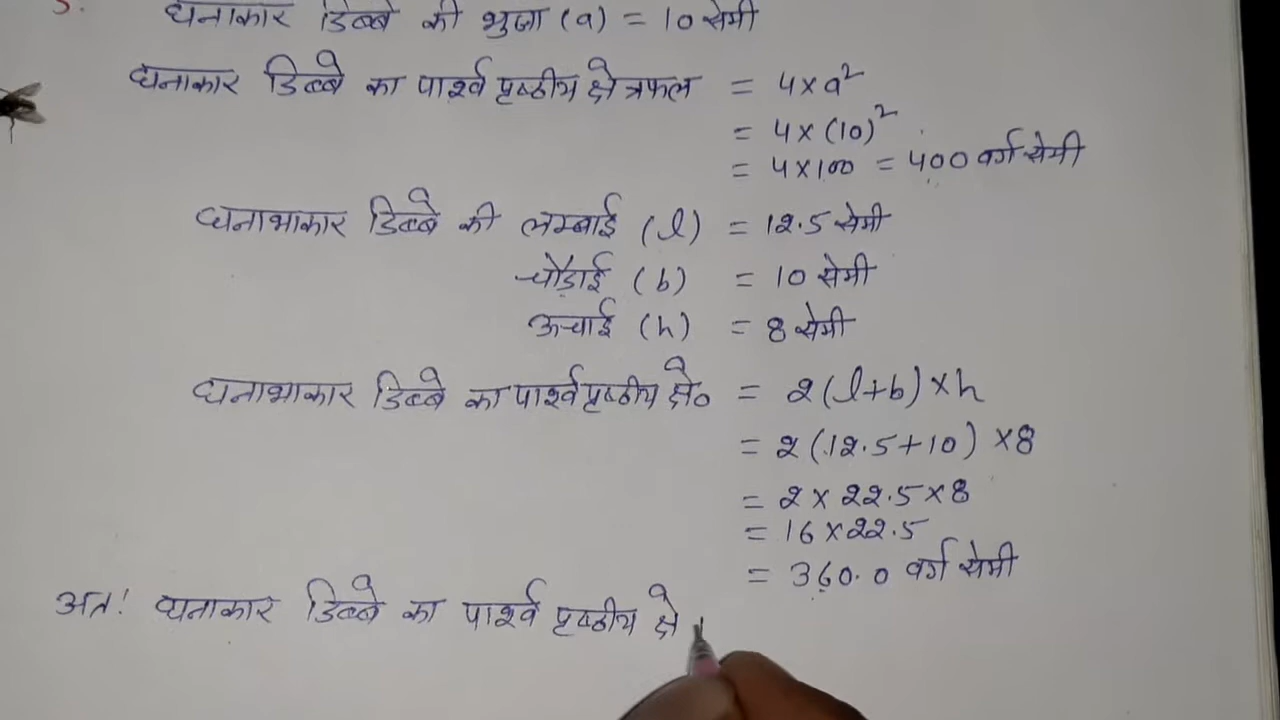 5. घनाकार डिब्बे की भुजा (a) = 10 सेमी
घनाकार डिब्बे का पार्श्व पृष्ठीय क्षेत्रफल = 4×a²
= 4×(10)²
= 4×100 = 400 वर्ग सेमी
घनाभाकार डिब्बे की लम्बाई (l) = 12.5 सेमी
चौड़ाई (b) = 10 सेमी
ऊचाई (h) = 8 सेमी
घनाभाकार डिब्बे का पार्श्व पृष्ठीय क्षे० = 2(l+b)×h
= 2(12.5+10)×8
= 2×22.5×8
= 16×22.5
= 360.0 वर्ग सेमी
अत: घनाकार डिब्बे का पार्श्व पृष्ठीय क्षे